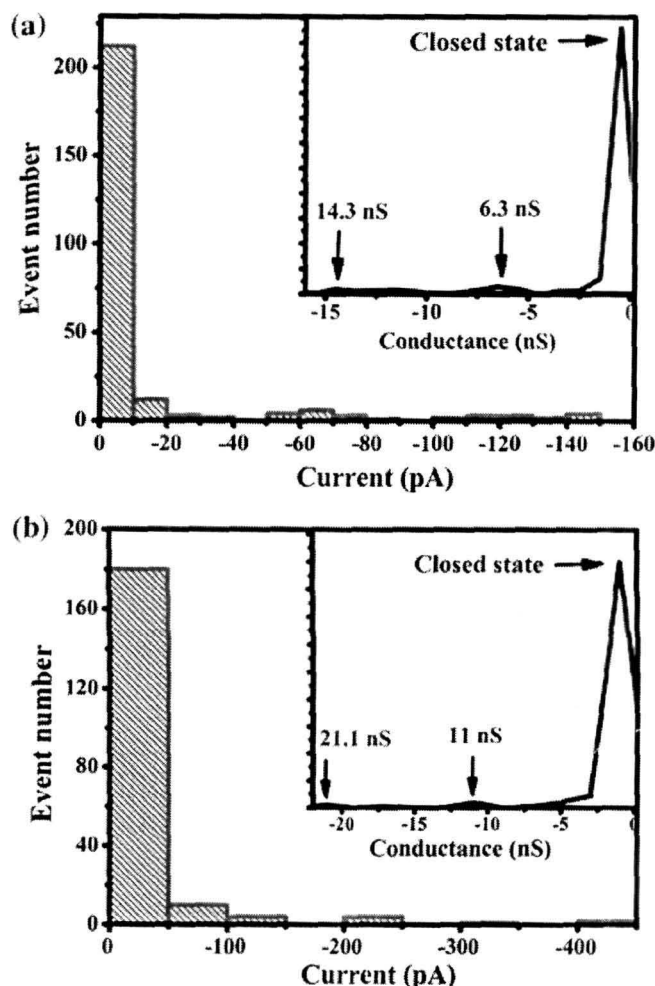 (a)
200
150
100
50
0
Event number
Closed state
14.3 nS
6.3 nS
-15 -10 -5 0
Conductance (nS)
0 -20 -40 -60 -80 -100 -120 -140 -160
Current (pA)
(b)
200
160
120
80
40
0
Event number
Closed state
21.1 nS
11 nS
-20 -15 -10 -5 0
Conductance (nS)
0 -100 -200 -300 -400
Current (pA)